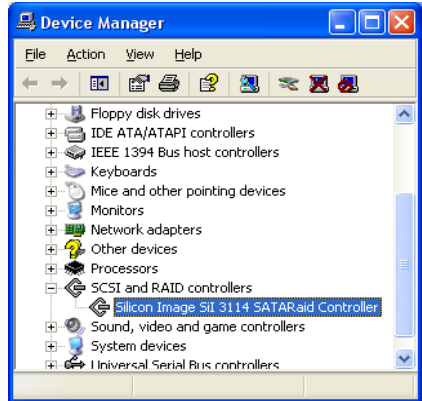 Device Manager
File Action View Help
Floppy disk drives
IDE ATA/ATAPI controllers
IEEE 1394 Bus host controllers
Keyboards
Mice and other pointing devices
Monitors
Network adapters
Other devices
Processors
SCSI and RAID controllers
Silicon Image SiI 3114 SATARaid Controller
Sound, video and game controllers
System devices
Universal Serial Bus controllers